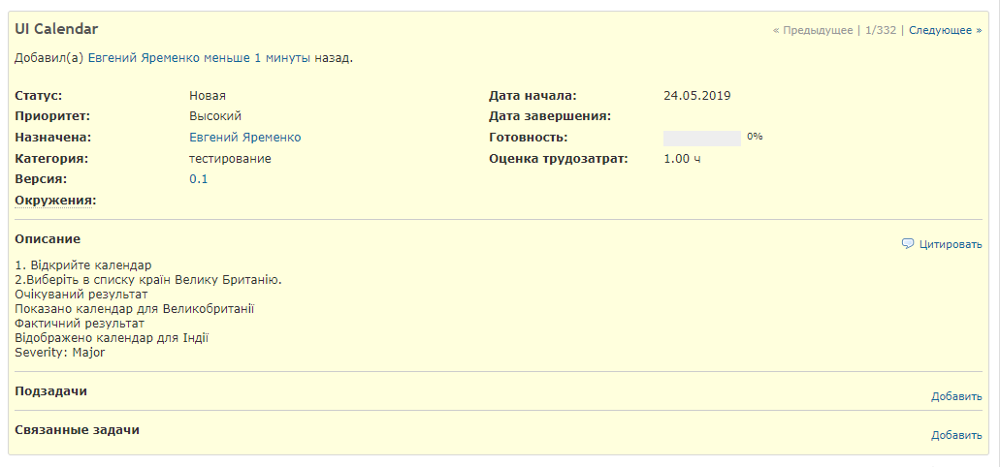 UI Calendar
« Предыдущее | 1/332 | Следующее »
Добавил(а) Евгений Яременко меньше 1 минуты назад.
Статус: Новая Дата начала: 24.05.2019
Приоритет: Высокий Дата завершения:
Назначена: Евгений Яременко Готовность: 0%
Категория: тестирование Оценка трудозатрат: 1.00 ч
Версия: 0.1
Окружения:
Описание
Цитировать
1. Відкрийте календар
2.Виберіть в списку країн Велику Британію.
Очікуваний результат
Показано календар для Великобританії
Фактичний результат
Відображено календар для Індії
Severity: Major
Подзадачи
Добавить
Связанные задачи
Добавить